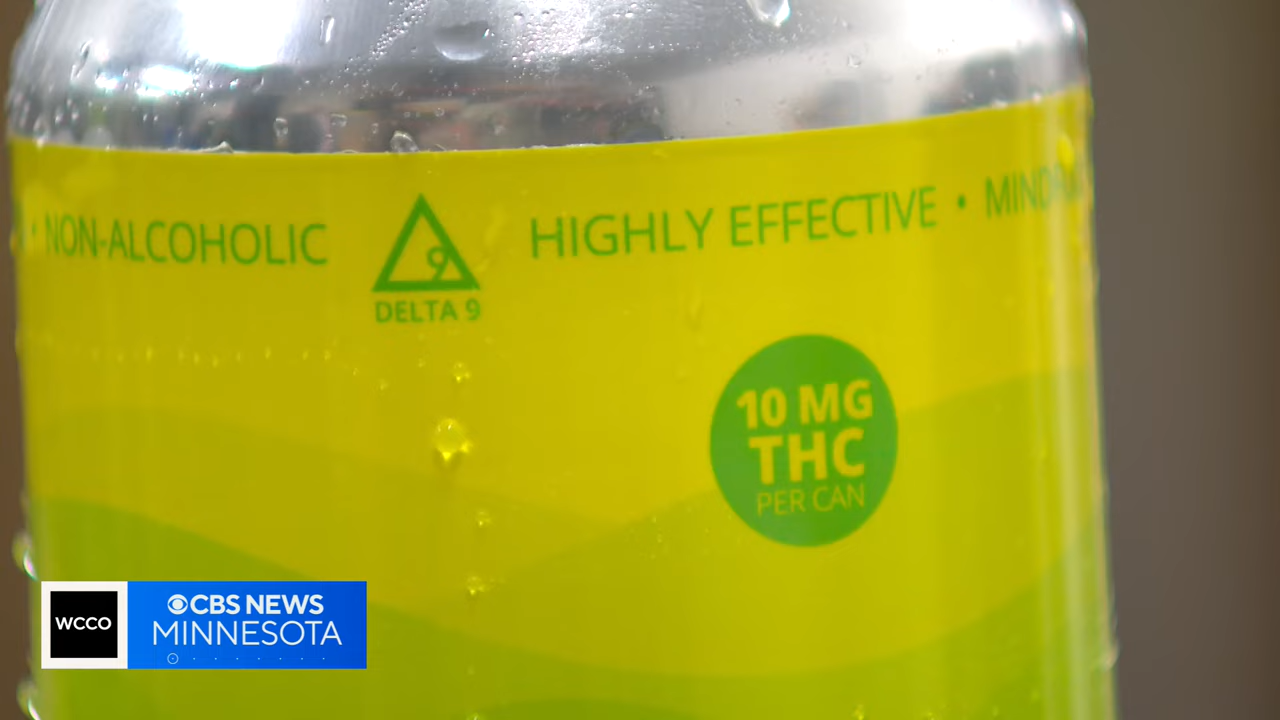 • NON-ALCOHOLIC
9
DELTA 9
HIGHLY EFFECTIVE •
10 MG
THC
PER CAN
WCCO
CBS NEWS
MINNESOTA